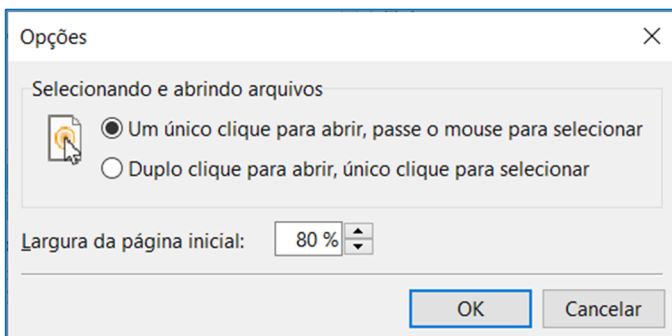 Opções
Selecionando e abrindo arquivos
Um único clique para abrir, passe o mouse para selecionar
Duplo clique para abrir, único clique para selecionar
Largura da página inicial: 80 %
OK Cancelar